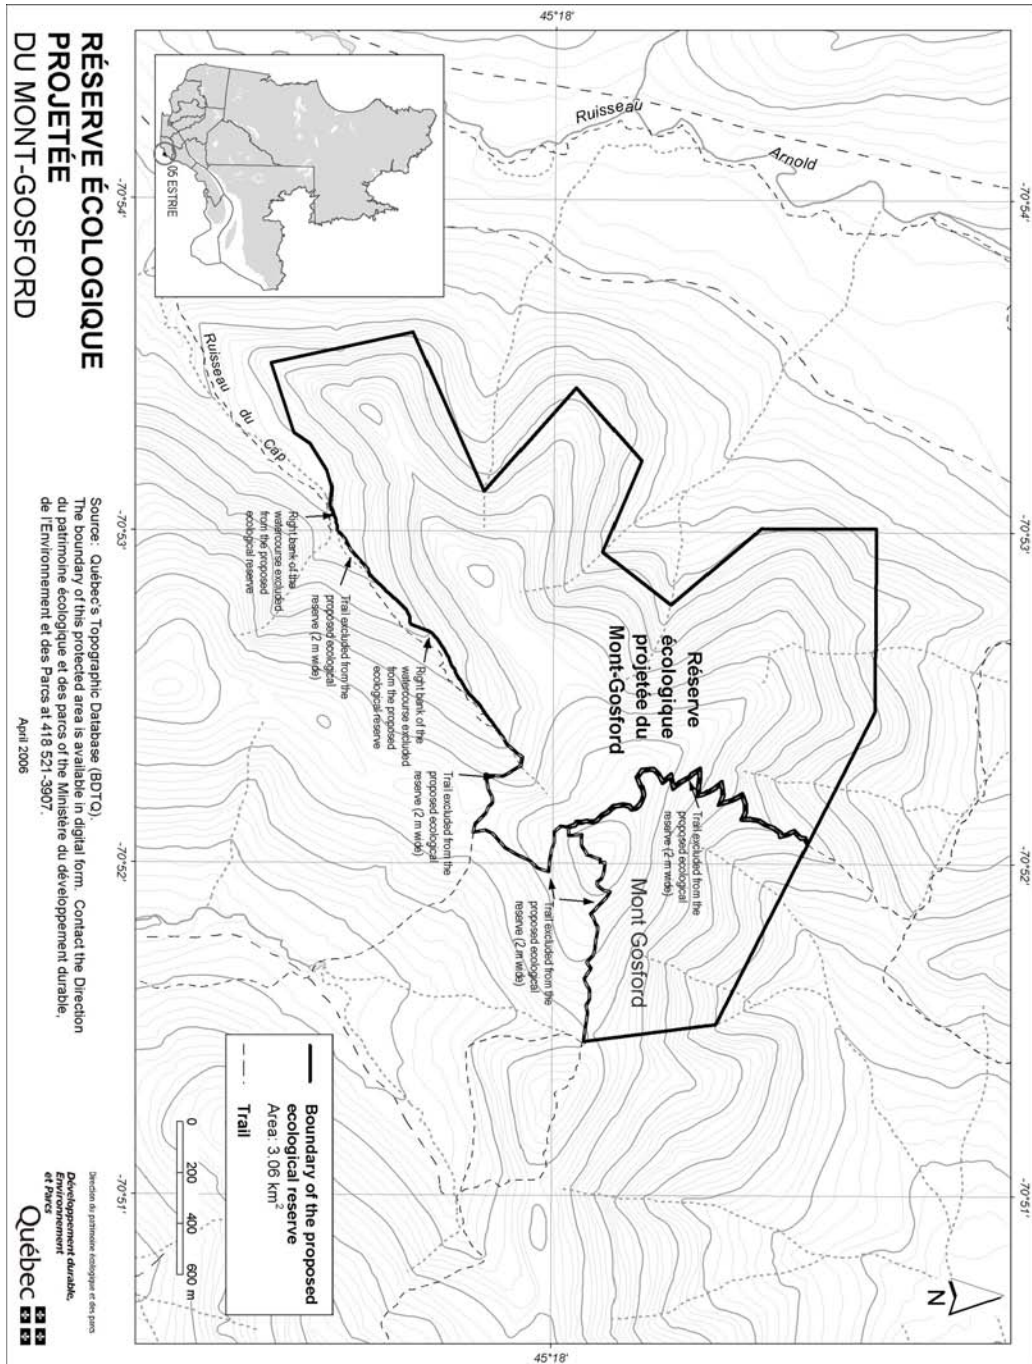 -70°54'
-70°53'
-70°52'
-70°51'
45°18'
45°18'
-70°54'
-70°53'
-70°52'
-70°51'
N
Ruisseau
Arnold
Réserve
écologique
projetée du
Mont-Gosford
Mont Gosford
Trail excluded from the
proposed ecological
reserve (2 m wide)
Trail excluded from the
proposed ecological
reserve (2 m wide)
Trail excluded from the
proposed ecological
reserve (2 m wide)
Right bank of the
watercourse excluded
from the proposed
ecological reserve
Trail excluded from the
proposed ecological
reserve (2 m wide)
Right bank of the
watercourse excluded
from the proposed
ecological reserve
Ruisseau du Cap
05 ESTRIE
Boundary of the proposed
ecological reserve
Area: 3.06 km²
Trail
0 200 400 600 m
RÉSERVE ÉCOLOGIQUE
PROJETÉE
DU MONT-GOSFORD
Source: Québec's Topographic Database (BDTQ).
The boundary of this protected area is available in digital form. Contact the Direction
du patrimoine écologique et des parcs of the Ministère du développement durable,
de l'Environnement et des Parcs at 418 521-3907.
April 2006
Direction du patrimoine écologique et des parcs
Développement durable,
Environnement
et Parcs
Québec